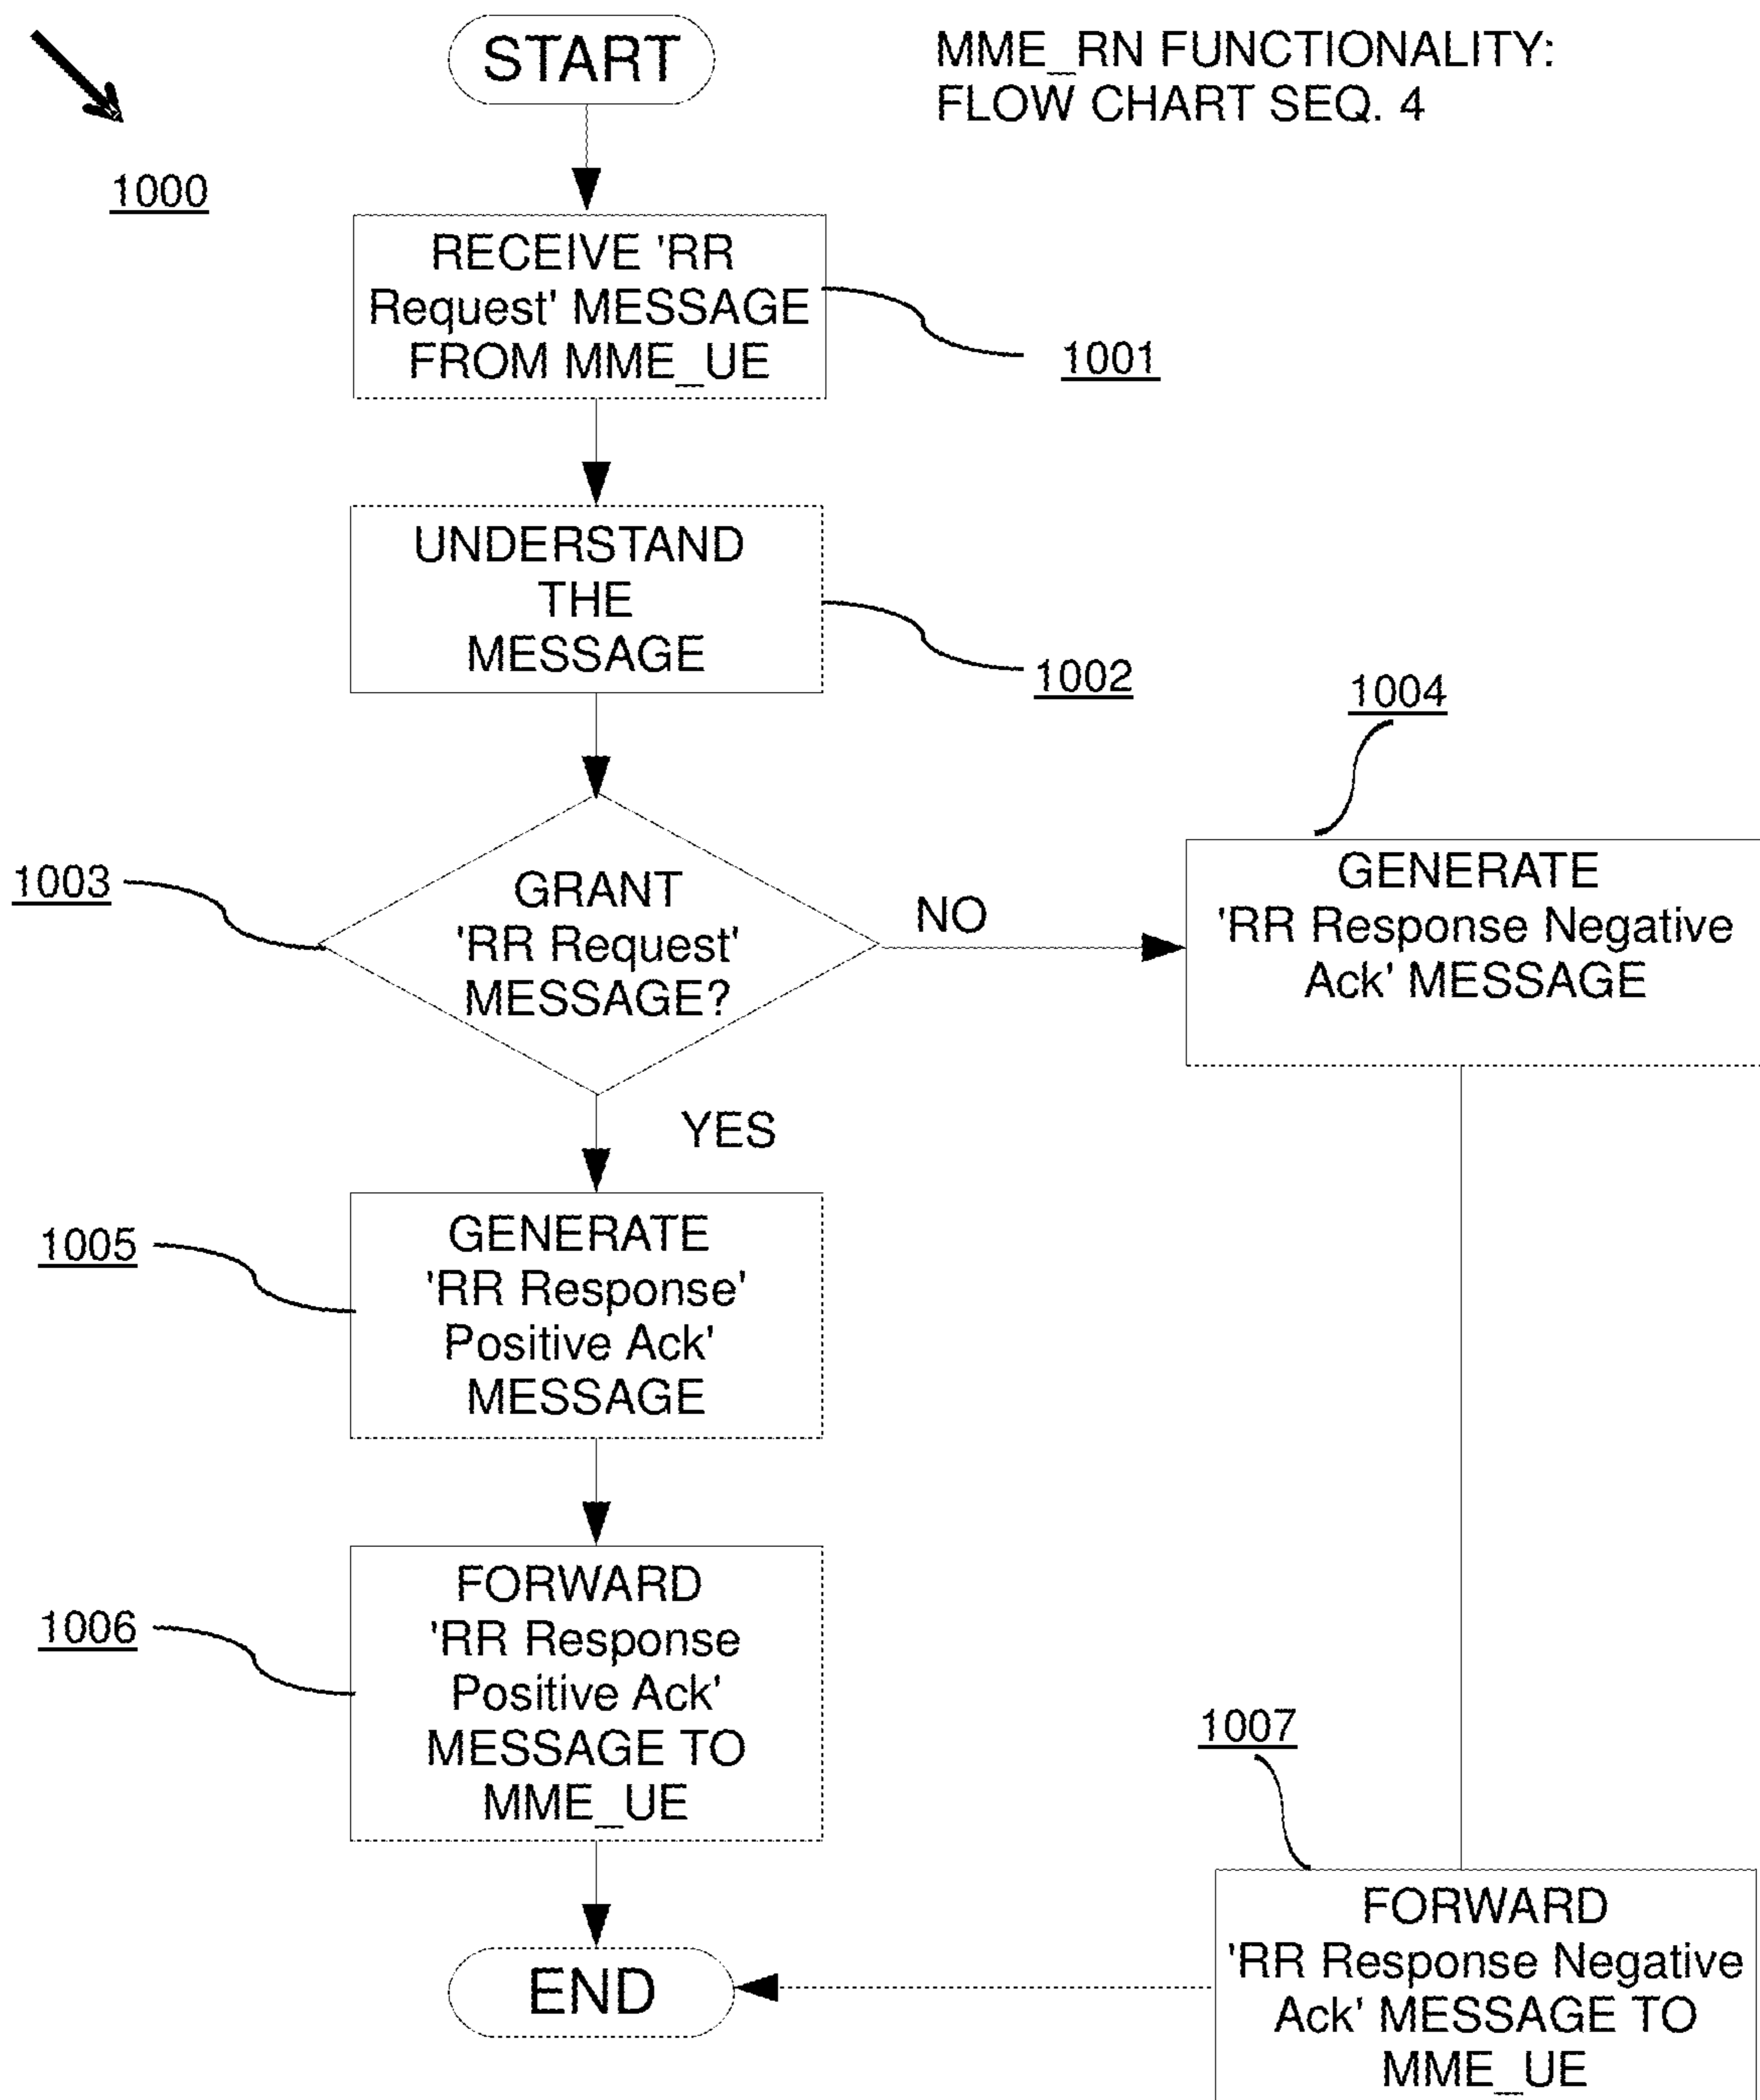 START
MME_RN FUNCTIONALITY:
FLOW CHART SEQ. 4
1000
RECEIVE 'RR
Request' MESSAGE
FROM MME_UE
1001
UNDERSTAND
THE
MESSAGE
1002
1003
GRANT
'RR Request'
MESSAGE?
NO
1004
GENERATE
'RR Response Negative
Ack' MESSAGE
YES
1005
GENERATE
'RR Response'
Positive Ack'
MESSAGE
1006
FORWARD
'RR Response
Positive Ack'
MESSAGE TO
MME_UE
1007
FORWARD
'RR Response Negative
Ack' MESSAGE TO
MME_UE
END